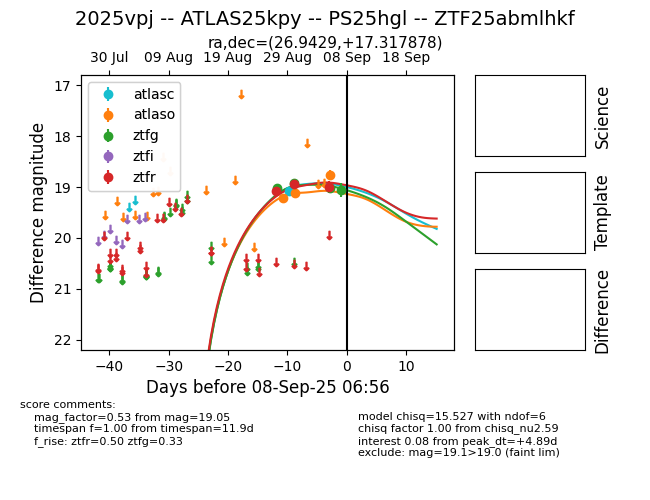 2025vpj -- ATLAS25kpy -- PS25hgl -- ZTF25abmlhkf
ra,dec=(26.9429,+17.317878)
30 Jul 09 Aug 19 Aug 29 Aug 08 Sep 18 Sep
atlasc
atlaso
ztfg
ztfi
ztfr
17
18
19
20
21
22
Difference magnitude
−40 −30 −20 −10 0 10
Days before 08-Sep-25 06:56
Science
Template
Difference
score comments:
mag_factor=0.53 from mag=19.05
timespan f=1.00 from timespan=11.9d
f_rise: ztfr=0.50 ztfg=0.33
model chisq=15.527 with ndof=6
chisq factor 1.00 from chisq_nu2.59
interest 0.08 from peak_dt=+4.89d
exclude: mag=19.1>19.0 (faint lim)